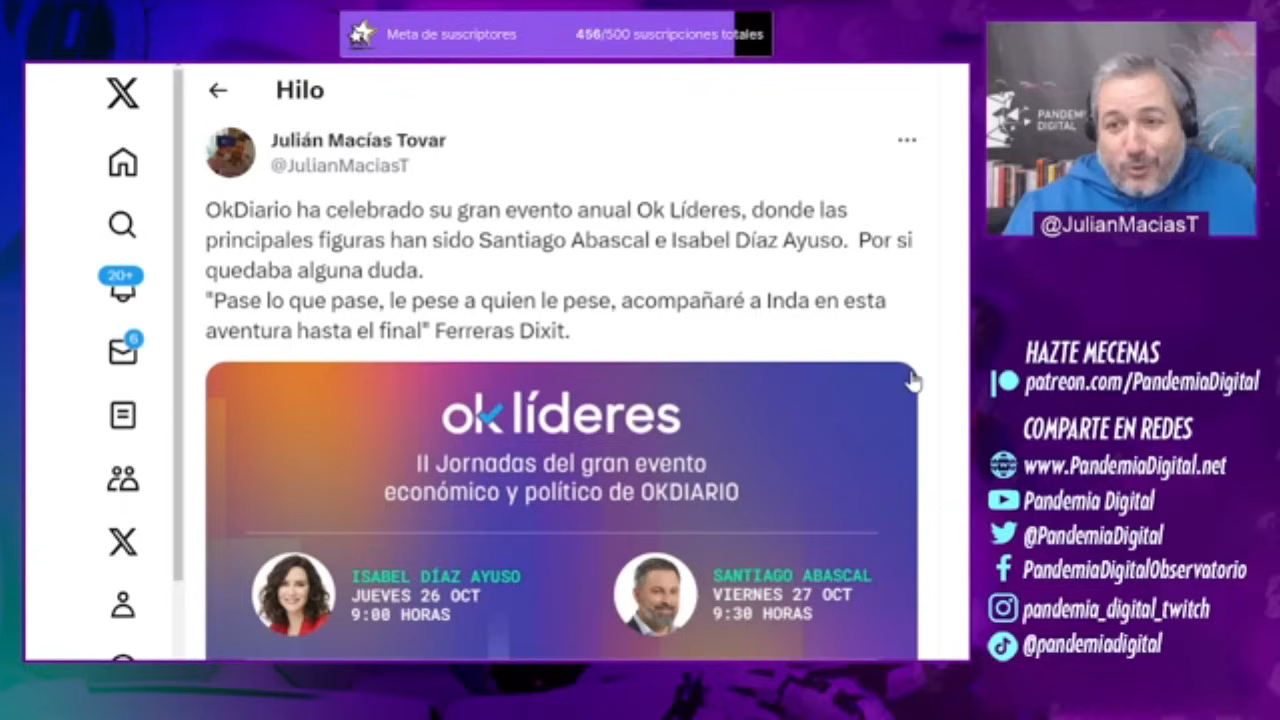 Meta de suscriptores 456/500 suscripciones totales
Hilo
Julián Macías Tovar
@JulianMaciasT
OkDiario ha celebrado su gran evento anual Ok Líderes, donde las
principales figuras han sido Santiago Abascal e Isabel Díaz Ayuso. Por si
quedaba alguna duda.
"Pase lo que pase, le pese a quien le pese, acompañaré a Inda en esta
aventura hasta el final" Ferreras Dixit.
20+
6
ok líderes
II Jornadas del gran evento
económico y político de OKDIARIO
ISABEL DÍAZ AYUSO
JUEVES 26 OCT
9:00 HORAS
SANTIAGO ABASCAL
VIERNES 27 OCT
9:30 HORAS
PANDEM
DIGITAL
@JulianMaciasT
HAZTE MECENAS
patreon.com/PandemiaDigital
COMPARTE EN REDES
www.PandemiaDigital.net
Pandemia Digital
@PandemiaDigital
PandemiaDigitalObservatorio
pandemia_digital_twitch
@pandemiadigital